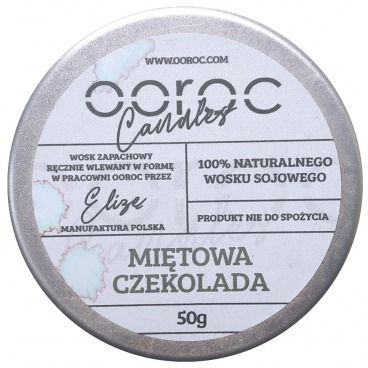 WWW.OOROC.COM
ooroc
Candles
WOSK ZAPACHOWY
RĘCZNIE WLEWANY W FORMĘ
W PRACOWNI OOROC PRZEZ
Elize
MANUFAKTURA POLSKA
100% NATURALNEGO
WOSKU SOJOWEGO
PRODUKT NIE DO SPOŻYCIA
MIĘTOWA
CZEKOLADA
50g